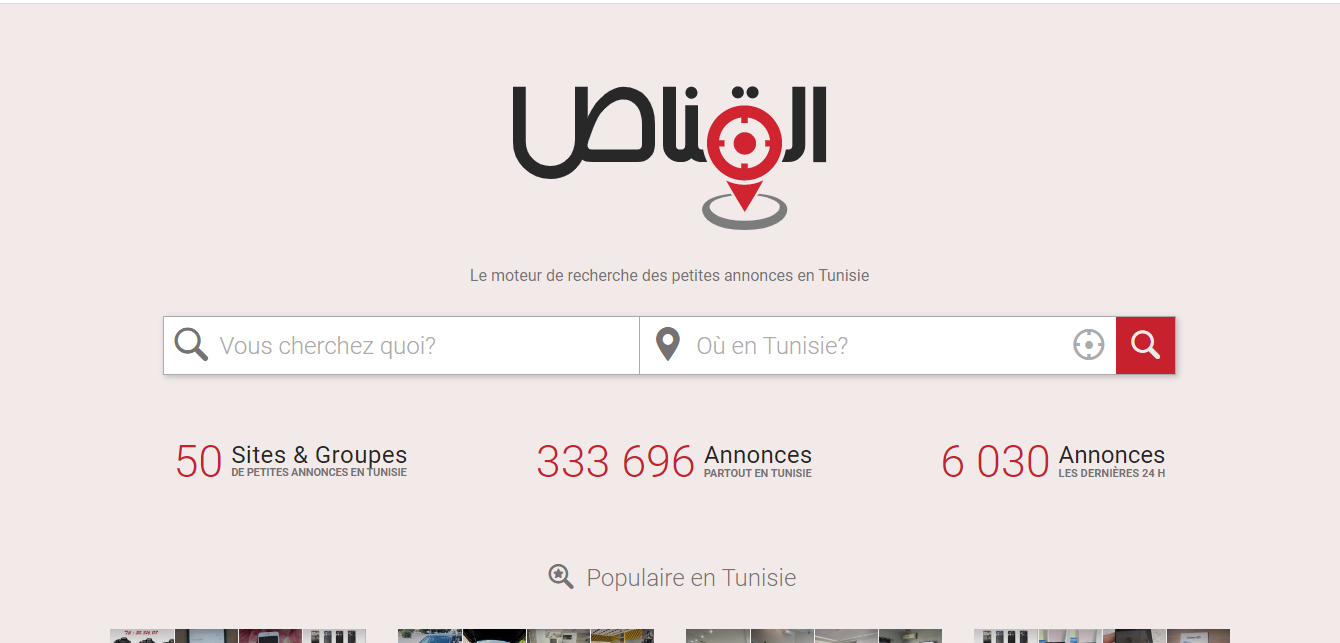 القناص
Le moteur de recherche des petites annonces en Tunisie
Vous cherchez quoi?
Où en Tunisie?
50 Sites & Groupes
DE PETITES ANNONCES EN TUNISIE
333 696 Annonces
PARTOUT EN TUNISIE
6 030 Annonces
LES DERNIÈRES 24 H
Populaire en Tunisie